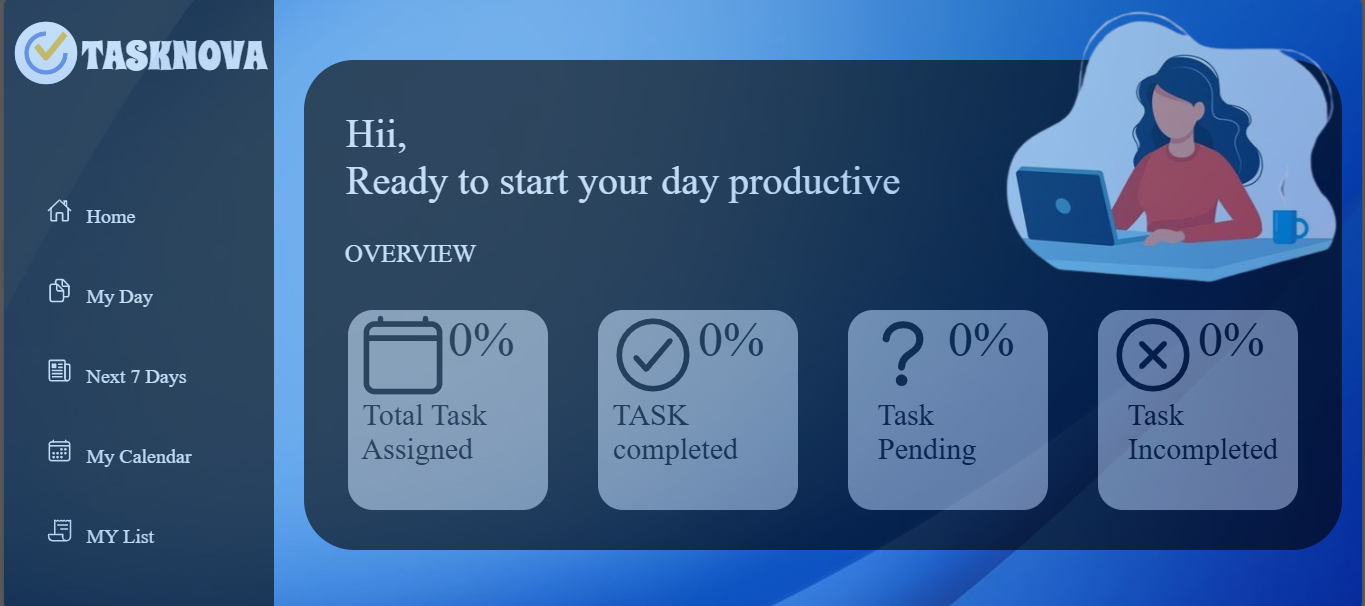 TASKNOVA
Home
My Day
Next 7 Days
My Calendar
MY List
Hii,
Ready to start your day productive
OVERVIEW
0%
Total Task
Assigned
0%
TASK
completed
? 0%
Task
Pending
0%
Task
Incompleted